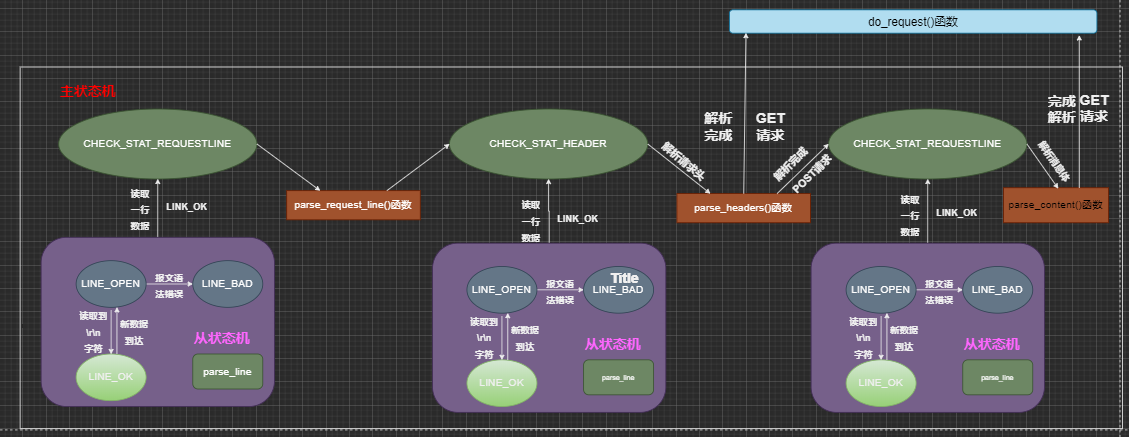 do_request()函数
主状态机
CHECK_STAT_REQUESTLINE
CHECK_STAT_HEADER
CHECK_STAT_REQUESTLINE
解析
完成
GET
请求
完成
解析
GET
请求
解析请求头
解析完成
POST请求
解析消息体
parse_request_line()函数
parse_headers()函数
parse_content()函数
读取
一行
数据
LINK_OK
读取
一行
数据
LINK_OK
读取
一行
数据
LINK_OK
LINE_OPEN
报文语
法错误
LINE_BAD
读取到
\r\n
字符
新数据
到达
从状态机
LINE_OK
parse_line
LINE_OPEN
报文语
法错误
Title
LINE_BAD
读取到
\r\n
字符
新数据
到达
从状态机
LINE_OK
parse_line
LINE_OPEN
报文语
法错误
LINE_BAD
读取到
\r\n
字符
新数据
到达
从状态机
LINE_OK
parse_line